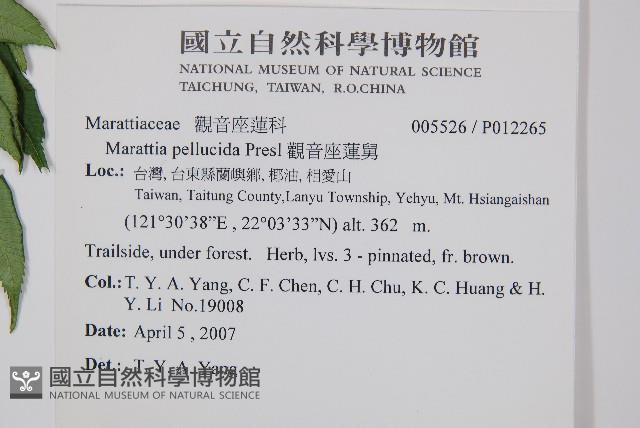 國立自然科學博物館
NATIONAL MUSEUM OF NATURAL SCIENCE
TAICHUNG, TAIWAN, R.O.CHINA
Marattiaceae 觀音座蓮科 005526 / P012265
Marattia pellucida Presl 觀音座蓮舅
Loc.: 台灣, 台東縣蘭嶼鄉, 椰油, 相愛山
Taiwan, Taitung County,Lanyu Township, Yehyu, Mt. Hsiangaishan
(121°30'38”E , 22°03'33”N) alt. 362 m.
Trailside, under forest. Herb, lvs. 3 - pinnated, fr. brown.
Col.: T. Y. A. Yang, C. F. Chen, C. H. Chu, K. C. Huang & H.
Y. Li No.19008
Date: April 5 , 2007
Det.: T. Y. A. Yang
國立自然科學博物館
NATIONAL MUSEUM OF NATURAL SCIENCE